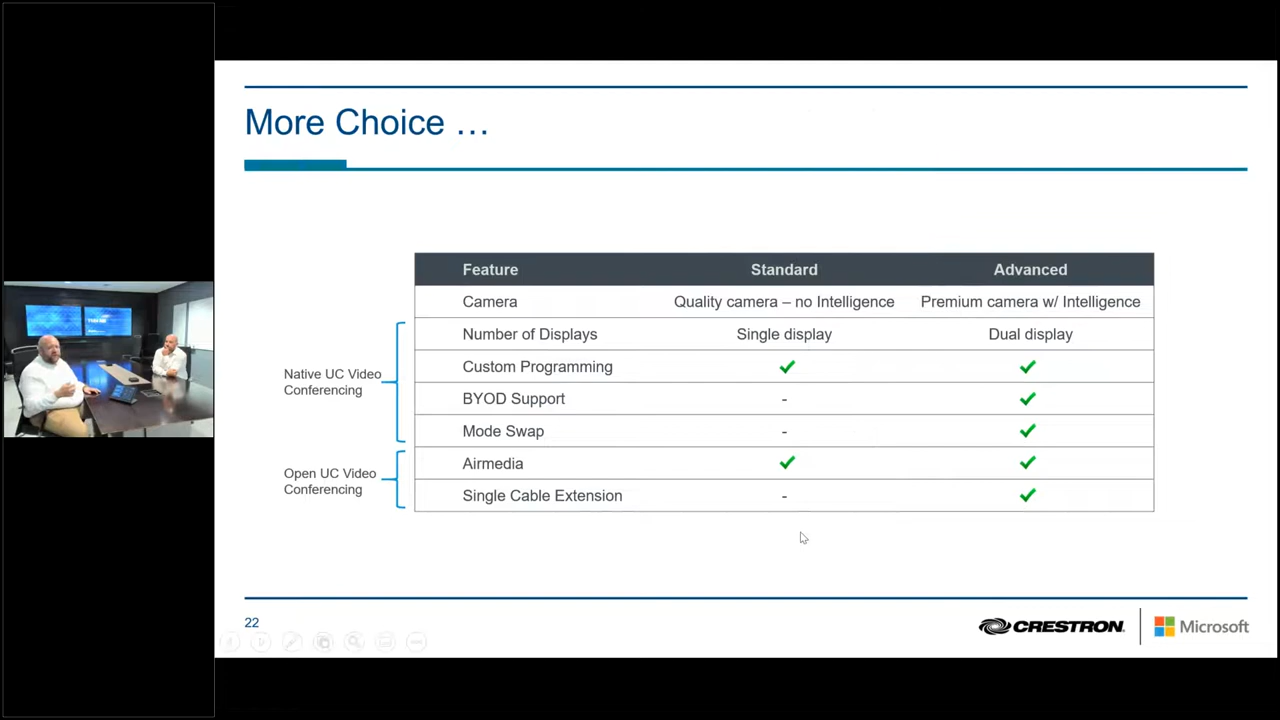 More Choice …
Feature Standard Advanced
Camera Quality camera – no Intelligence Premium camera w/ Intelligence
Number of Displays Single display Dual display
Native UC Video
Conferencing
Custom Programming ✓ ✓
BYOD Support - ✓
Mode Swap - ✓
Open UC Video
Conferencing
Airmedia ✓ ✓
Single Cable Extension - ✓
22
CRESTRON
Microsoft